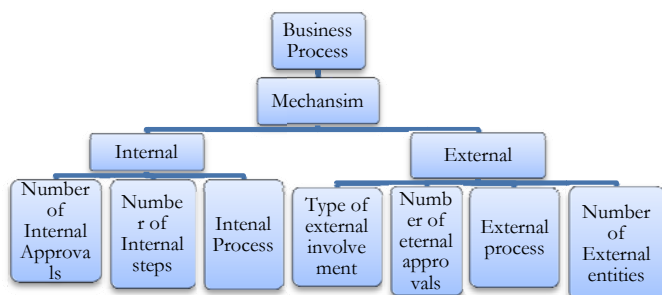 Business
Process
Mechansim
Internal
External
Number
of
Internal
Approva
ls
Numbe
r of
Internal
steps
Intenal
Process
Type of
external
involve
ment
Numb
er of
eternal
appro
vals
External
process
Number
of
External
entities